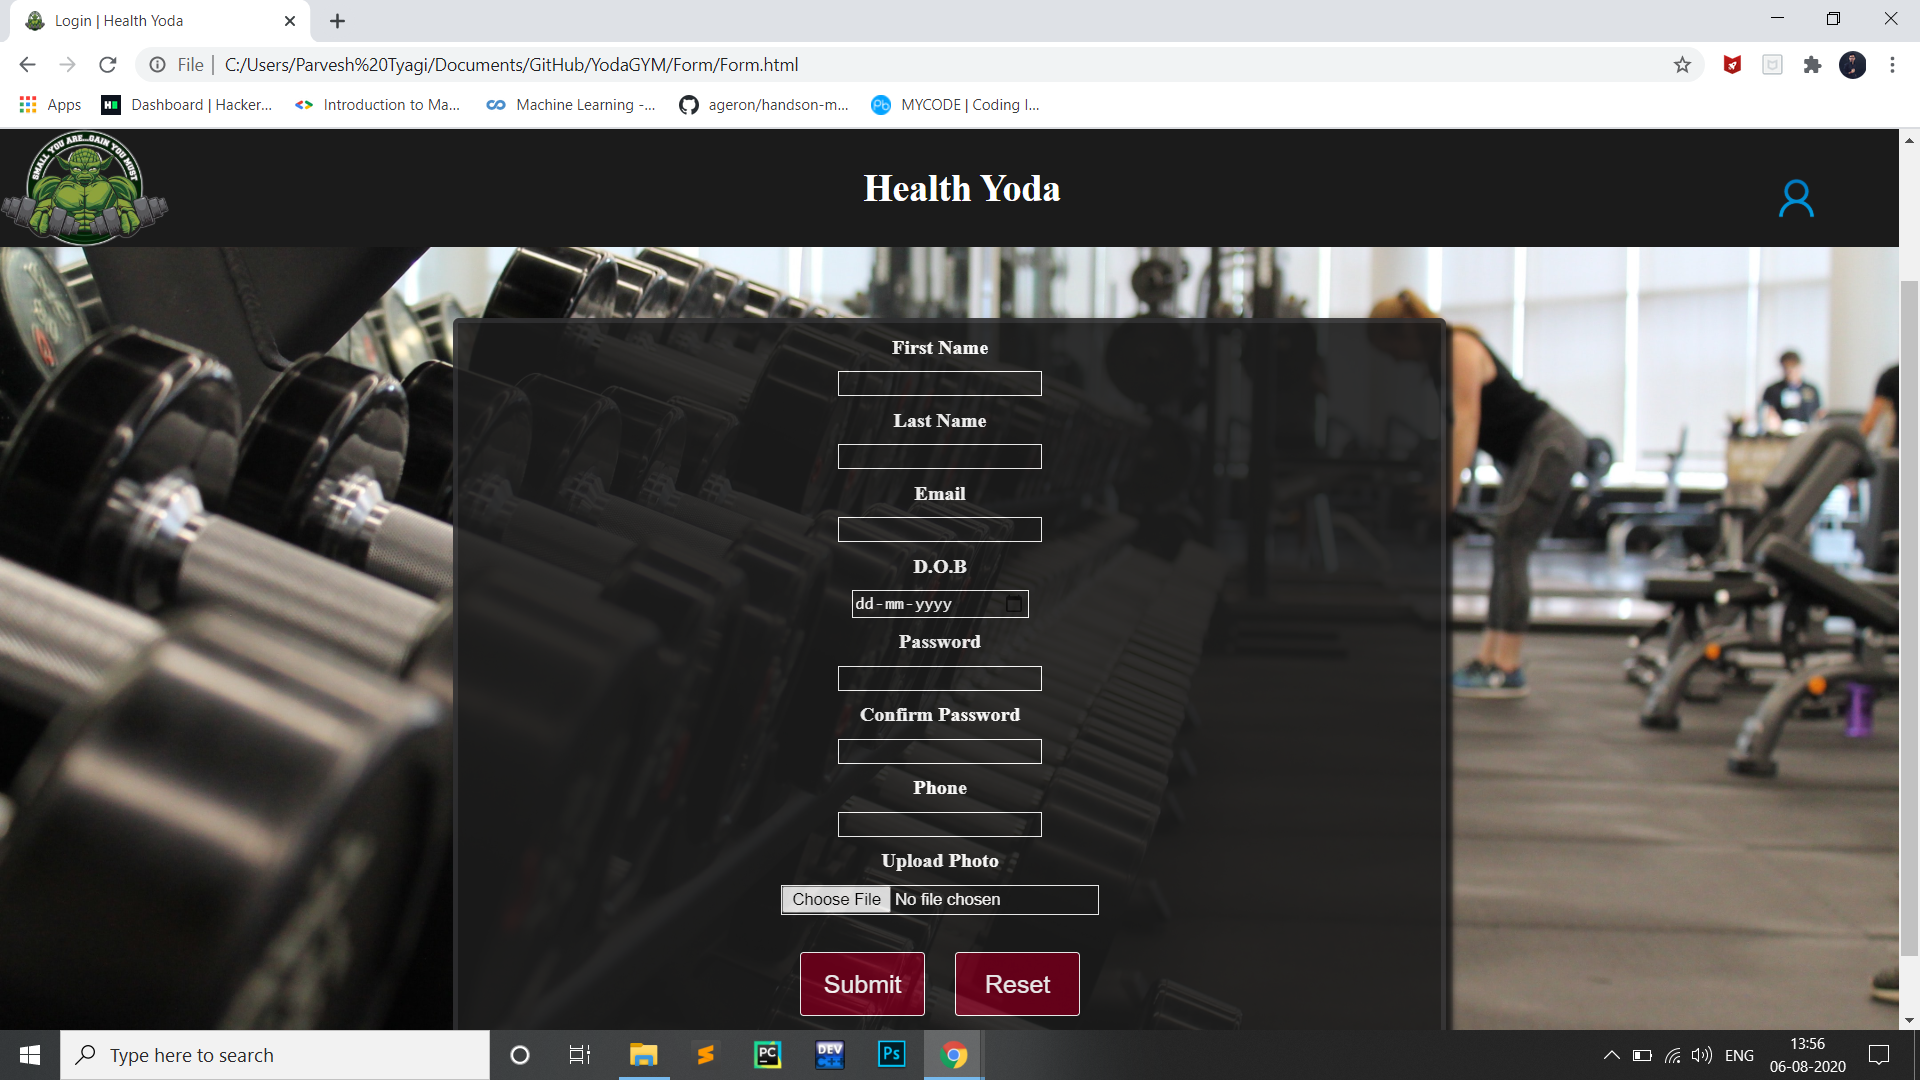 Login | Health Yoda
File | C:/Users/Parvesh%20Tyagi/Documents/GitHub/YodaGYM/Form/Form.html
Apps
Dashboard | Hacker...
Introduction to Ma...
Machine Learning -...
ageron/handson-m...
MYCODE | Coding I...
SMALL YOU ARE...GAIN YOU MUST
Health Yoda
First Name
Last Name
Email
D.O.B
dd-mm-yyyy
Password
Confirm Password
Phone
Upload Photo
Choose File No file chosen
Submit Reset
Type here to search
PC
DEV
Ps
ENG
13:56
06-08-2020